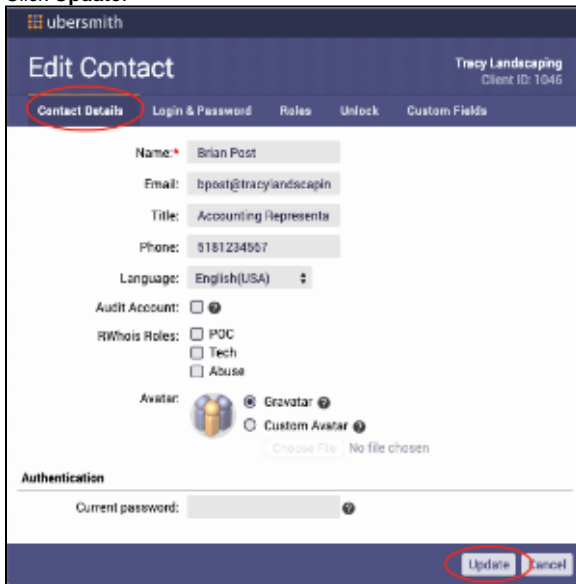 Click Update.
ubersmith
Edit Contact
Tracy Landscaping
Client ID: 1046
Contact Details Login & Password Roles Unlock Custom Fields
Name:* Brian Post
Email: bpost@tracylandscapin
Title: Accounting Representa
Phone: 5181234567
Language: English(USA)
Audit Account:
RWhois Roles: POC
Tech
Abuse
Avatar: Gravatar
Custom Avatar
Choose File No file chosen
Authentication
Current password:
Update Cancel